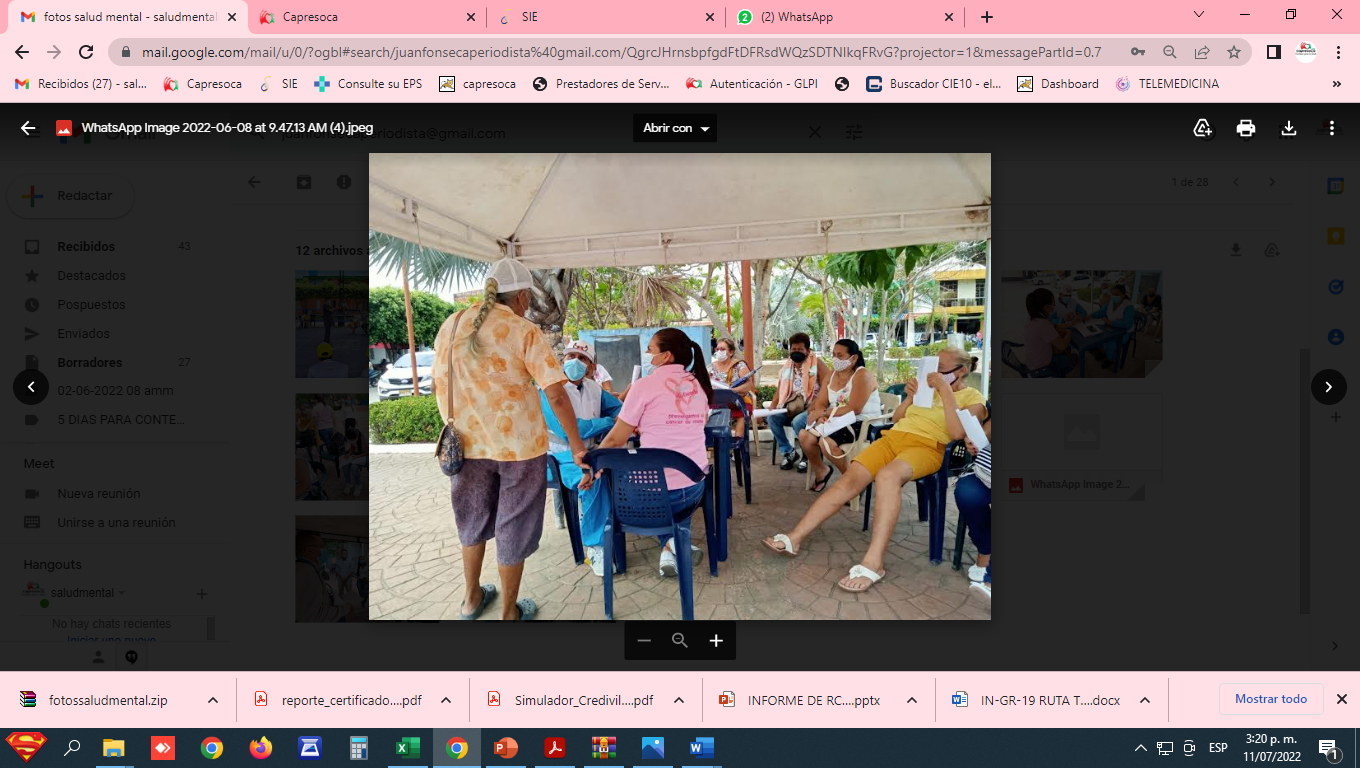 fotos salud mental - saludmental
Capresoca
SIE
(2) WhatsApp
mail.google.com/mail/u/0/?ogbl#search/juanfonsecaperiodista%40gmail.com/QgrcJHrnsbpfgdFtDFRsdWQzSDTNlkqFRvG?projector=1&messagePartId=0.7
Recibidos (27) - sal...
Capresoca
SIE
Consulte su EPS
capresoca
Prestadores de Serv...
Autenticación - GLPI
Buscador CIE10 - el...
Dashboard
TELEMEDICINA
»
WhatsApp Image 2022-06-08 at 9.47.13 AM (4).jpeg
Abrir con
Redactar
1 de 28
Recibidos 43
12 archivos
Destacados
Pospuestos
Enviados
Borradores 27
02-06-2022 08 amm
5 DIAS PARA CONTE...
Meet
WhatsApp Image 2...
Nueva reunión
Unirse a una reunión
Hangouts
saludmental
No hay chats recientes
Iniciar uno nuevo
fotossaludmental.zip
reporte_certificado....pdf
Simulador_Credivil....pdf
INFORME DE RC....pptx
IN-GR-19 RUTA T....docx
Mostrar todo
ESP
3:20 p. m.
11/07/2022
1